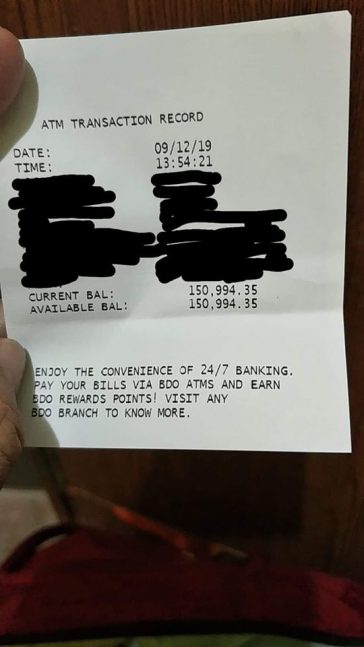 ATM TRANSACTION RECORD
DATE: 09/12/19
TIME: 13:54:21
CURRENT BAL: 150,994.35
AVAILABLE BAL: 150,994.35
ENJOY THE CONVENIENCE OF 24/7 BANKING.
PAY YOUR BILLS VIA BDO ATMS AND EARN
BDO REWARDS POINTS! VISIT ANY
BDO BRANCH TO KNOW MORE.